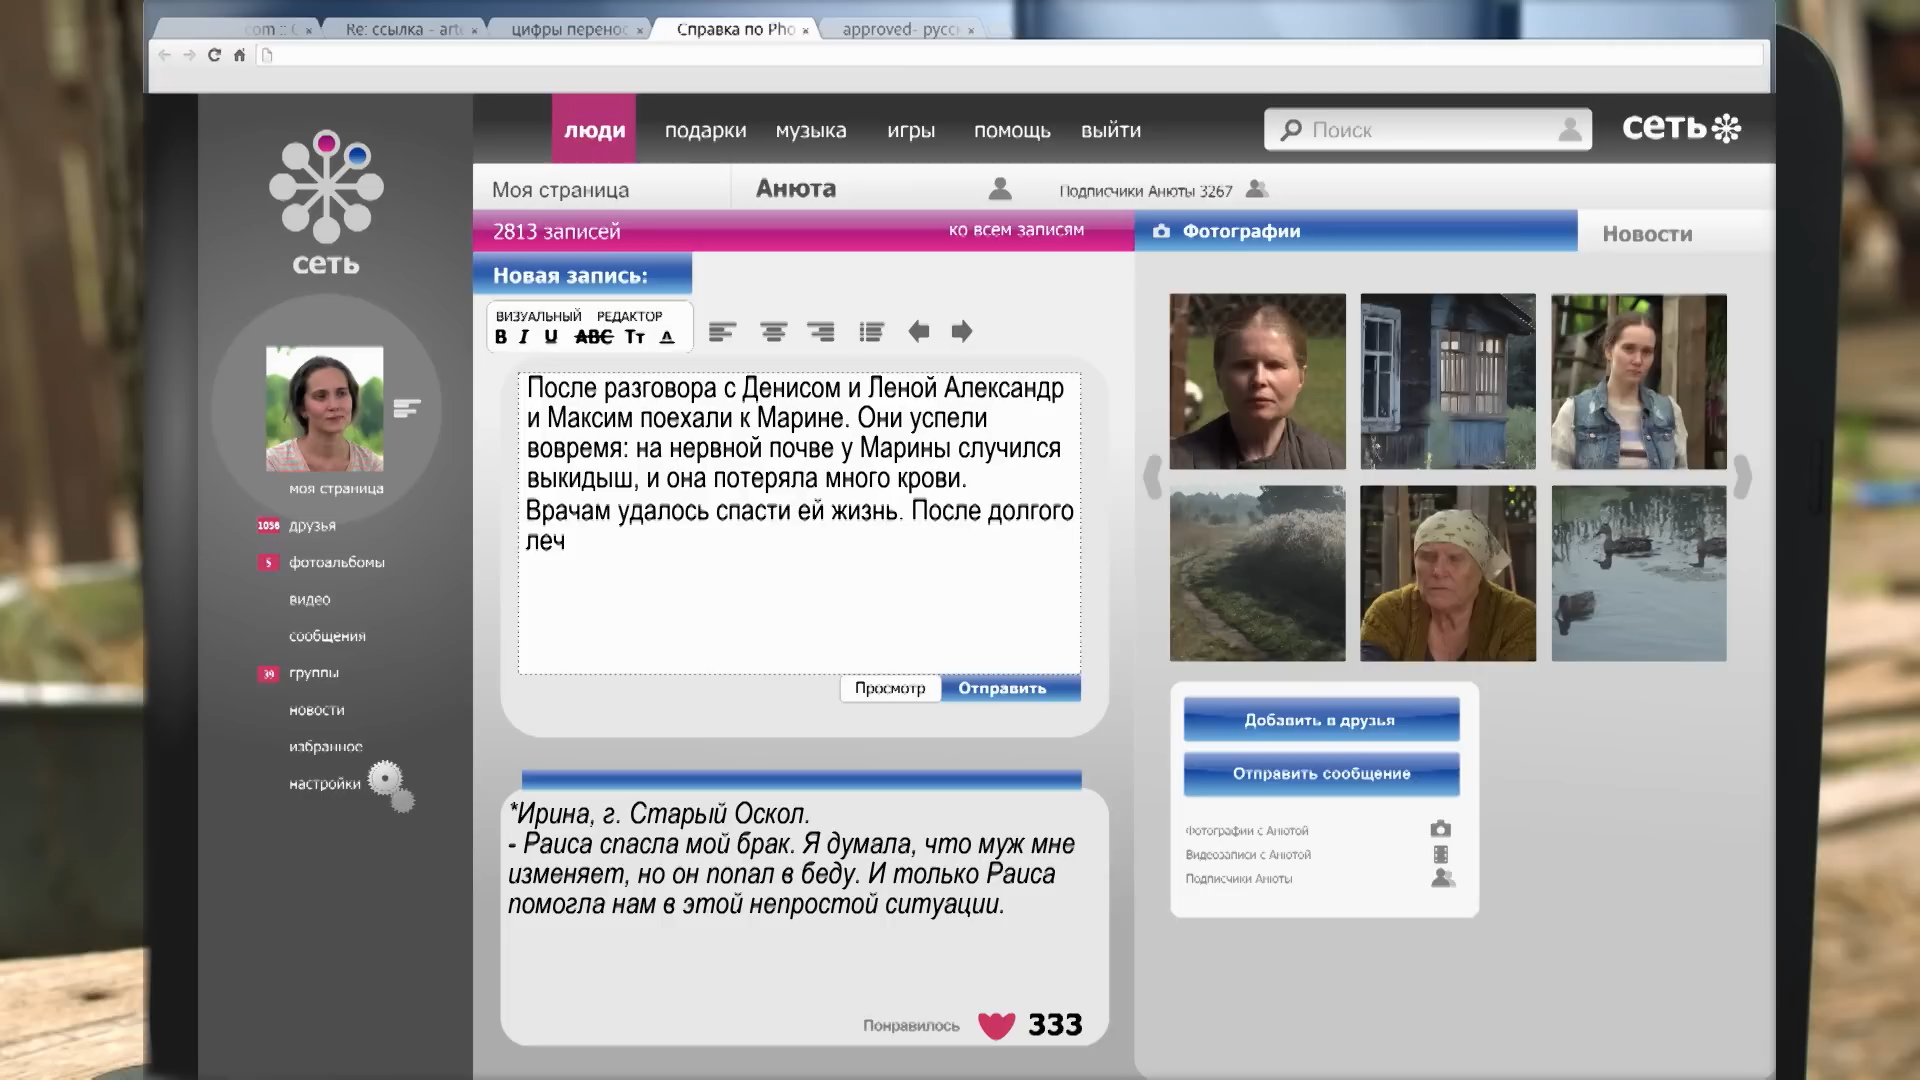 com ::
Re: ссылка - art
цифры перенос
Справка по Pho
approved- русс
люди
подарки
музыка
игры
помощь
выйти
Поиск
сеть
Моя страница
Анюта
Подписчики Анюты 3267
2813 записей
ко всем записям
Фотографии
Новости
сеть
Новая запись:
ВИЗУАЛЬНЫЙ РЕДАКТОР
B I U ABC Тт A
После разговора с Денисом и Леной Александр
и Максим поехали к Марине. Они успели
вовремя: на нервной почве у Марины случился
выкидыш, и она потеряла много крови.
Врачам удалось спасти ей жизнь. После долгого
леч
Просмотр
Отправить
моя страница
1056 друзья
5 фотоальбомы
видео
сообщения
39 группы
новости
избранное
настройки
*Ирина, г. Старый Оскол.
- Раиса спасла мой брак. Я думала, что муж мне
изменяет, но он попал в беду. И только Раиса
помогла нам в этой непростой ситуации.
Понравилось 333
Добавить в друзья
Отправить сообщение
Фотографии с Анютой
Видеозаписи с Анютой
Подписчики Анюты